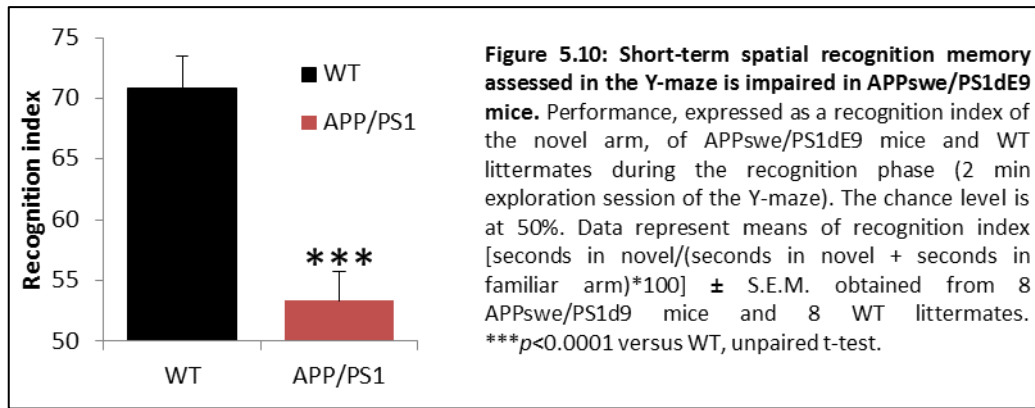 75
70
65
60
55
50
Recognition index
WT
APP/PS1
***
WT
APP/PS1
Figure 5.10: Short-term spatial recognition memory
assessed in the Y-maze is impaired in APPswe/PS1dE9
mice. Performance, expressed as a recognition index of
the novel arm, of APPswe/PS1dE9 mice and WT
littermates during the recognition phase (2 min
exploration session of the Y-maze). The chance level is
at 50%. Data represent means of recognition index
[seconds in novel/(seconds in novel + seconds in
familiar arm)*100] ± S.E.M. obtained from 8
APPswe/PS1d9 mice and 8 WT littermates.
***p<0.0001 versus WT, unpaired t-test.